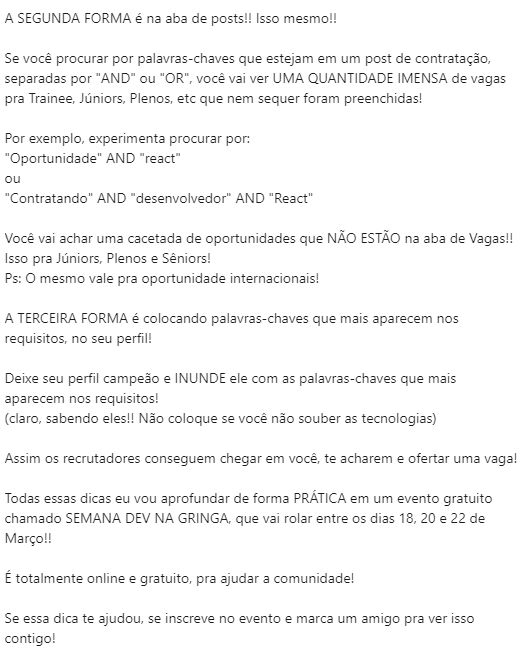 A SEGUNDA FORMA é na aba de posts!! Isso mesmo!!
Se você procurar por palavras-chaves que estejam em um post de contratação,
separadas por "AND" ou "OR", você vai ver UMA QUANTIDADE IMENSA de vagas
pra Trainee, Júniors, Plenos, etc que nem sequer foram preenchidas!
Por exemplo, experimenta procurar por:
"Oportunidade" AND "react"
ou
"Contratando" AND "desenvolvedor" AND "React"
Você vai achar uma cacetada de oportunidades que NÃO ESTÃO na aba de Vagas!!
Isso pra Júniors, Plenos e Sêniors!
Ps: O mesmo vale pra oportunidade internacionais!
A TERCEIRA FORMA é colocando palavras-chaves que mais aparecem nos
requisitos, no seu perfil!
Deixe seu perfil campeão e INUNDE ele com as palavras-chaves que mais
aparecem nos requisitos!
(claro, sabendo eles!! Não coloque se você não souber as tecnologias)
Assim os recrutadores conseguem chegar em você, te acharem e ofertar uma vaga!
Todas essas dicas eu vou aprofundar de forma PRÁTICA em um evento gratuito
chamado SEMANA DEV NA GRINGA, que vai rolar entre os dias 18, 20 e 22 de
Março!!
É totalmente online e gratuito, pra ajudar a comunidade!
Se essa dica te ajudou, se inscreve no evento e marca um amigo pra ver isso
contigo!